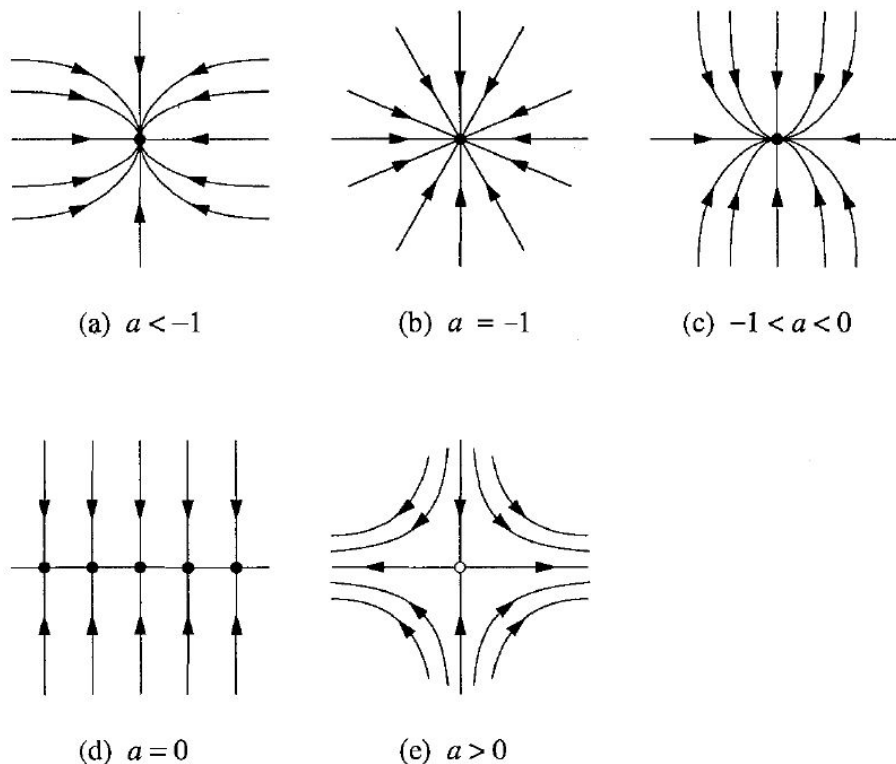 (a) a < –1
(b) a = –1
(c) –1 < a < 0
(d) a = 0
(e) a > 0